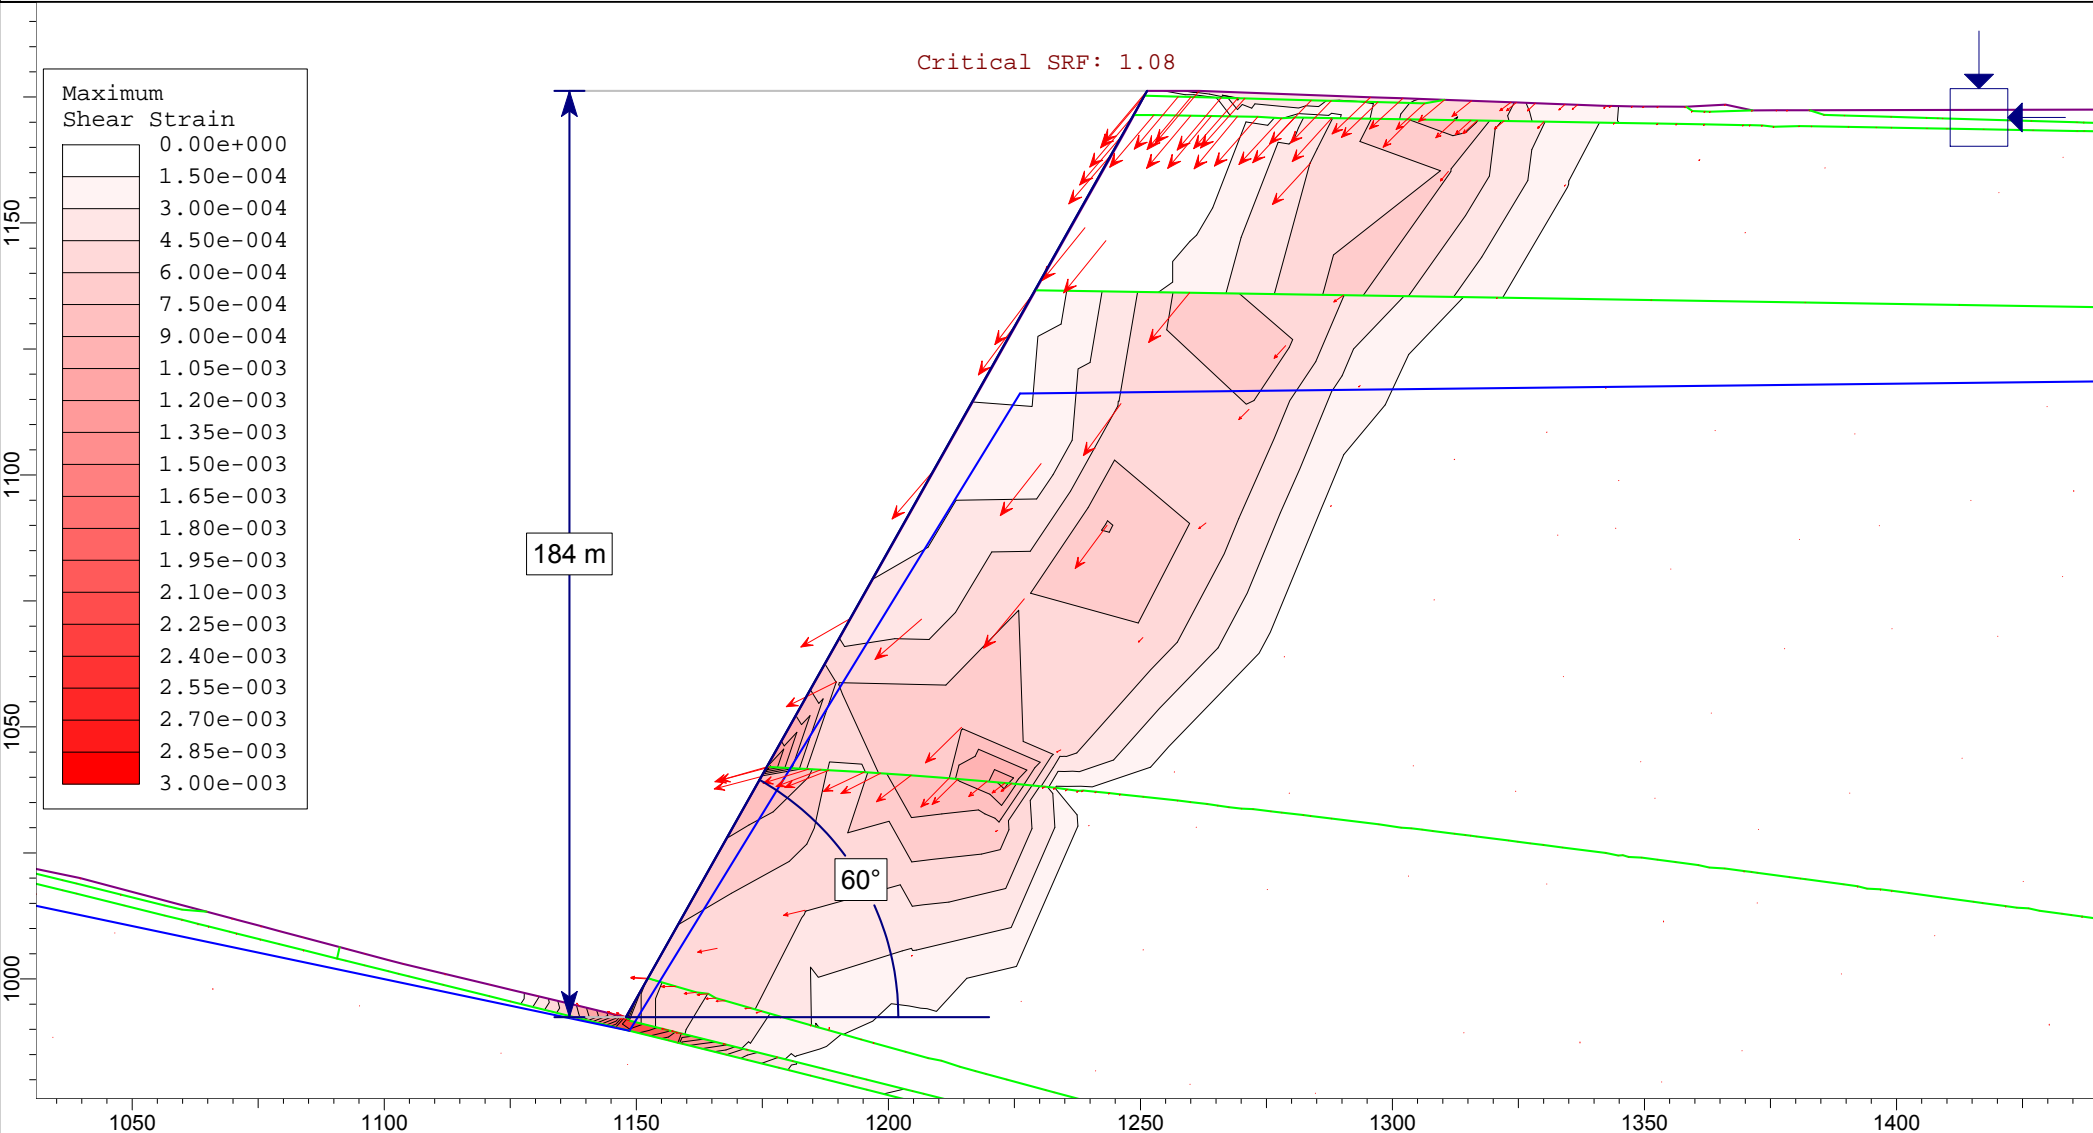 Critical SRF: 1.08
Maximum
Shear Strain
0.00e+000
1.50e-004
3.00e-004
4.50e-004
6.00e-004
7.50e-004
9.00e-004
1.05e-003
1.20e-003
1.35e-003
1.50e-003
1.65e-003
1.80e-003
1.95e-003
2.10e-003
2.25e-003
2.40e-003
2.55e-003
2.70e-003
2.85e-003
3.00e-003
184 m
60°
1150
1100
1050
1000
1050
1100
1150
1200
1250
1300
1350
1400